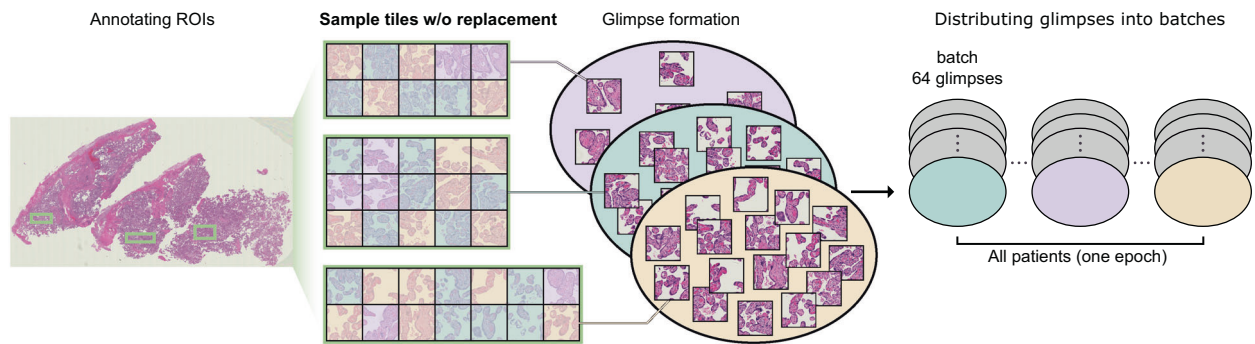 Annotating ROIs
Sample tiles w/o replacement
Glimpse formation
Distributing glimpses into batches
batch
64 glimpses
All patients (one epoch)